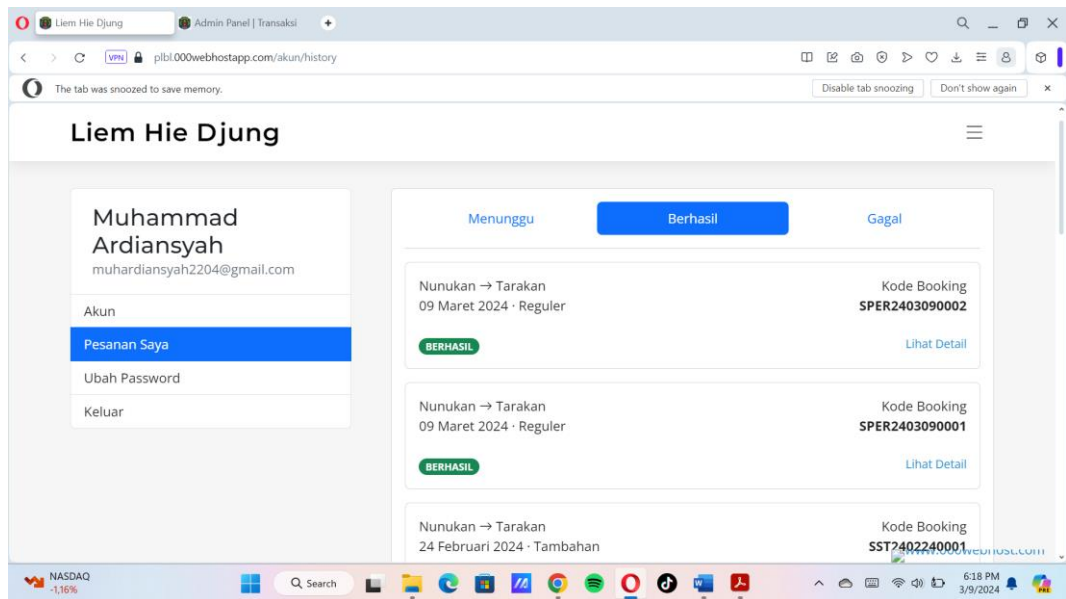 Liem Hie Djung
Admin Panel | Transaksi
VPN
plbl.000webhostapp.com/akun/history
The tab was snoozed to save memory.
Disable tab snoozing
Don't show again
Liem Hie Djung
Muhammad
Ardiansyah
muhardiansyah2204@gmail.com
Akun
Pesanan Saya
Ubah Password
Keluar
Menunggu
Berhasil
Gagal
Nunukan → Tarakan
Kode Booking
09 Maret 2024 · Reguler
SPER2403090002
BERHASIL
Lihat Detail
Nunukan → Tarakan
Kode Booking
09 Maret 2024 · Reguler
SPER2403090001
BERHASIL
Lihat Detail
Nunukan → Tarakan
Kode Booking
24 Februari 2024 · Tambahan
SST2402240001
NASDAQ
-1,16%
Search
6:18 PM
3/9/2024
PRE